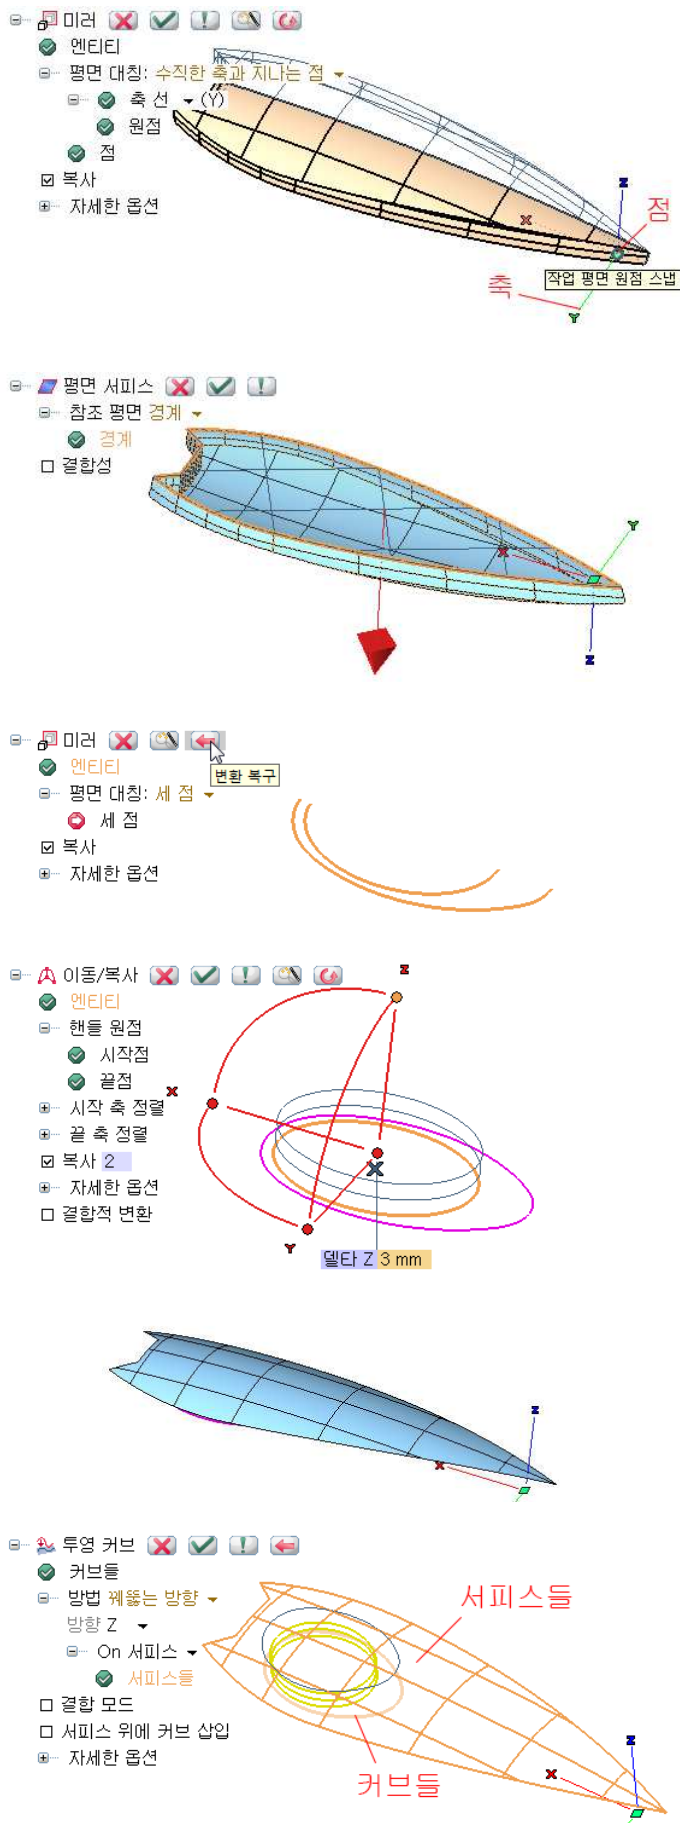 미러
엔티티
평면 대칭: 수직한 축과 지나는 점
축 선 (Y)
원점
점
복사
자세한 옵션
X
Z
점
작업 평면 원점 스냅
축
Y
평면 서피스
참조 평면 경계
경계
결합성
Y
X
Z
미러
엔티티
변환 복구
평면 대칭: 세 점
세 점
복사
자세한 옵션
이동/복사
Z
엔티티
핸들 원점
시작점
끝점
X
시작 축 정렬
끝 축 정렬
복사 2
자세한 옵션
결합적 변환
Y
델타 Z 3 mm
Z
X
투영 커브
커브들
방법 꿰뚫는 방향
서피스들
방향 Z
On 서피스
서피스들
결합 모드
서피스 위에 커브 삽입
자세한 옵션
Z
X
커브들